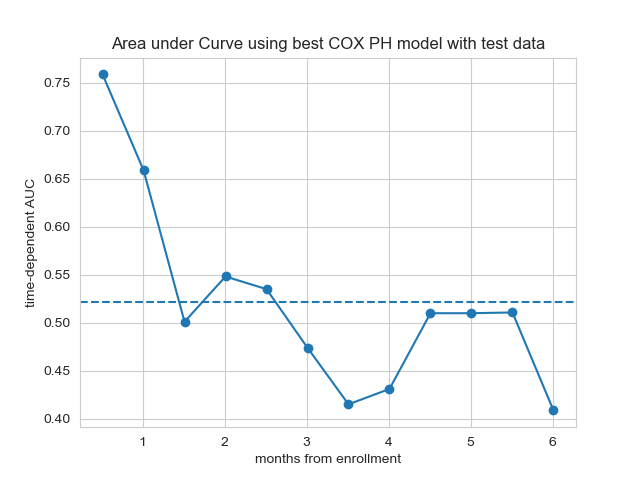 Area under Curve using best COX PH model with test data
time-dependent AUC
0.75
0.70
0.65
0.60
0.55
0.50
0.45
0.40
1 2 3 4 5 6
months from enrollment